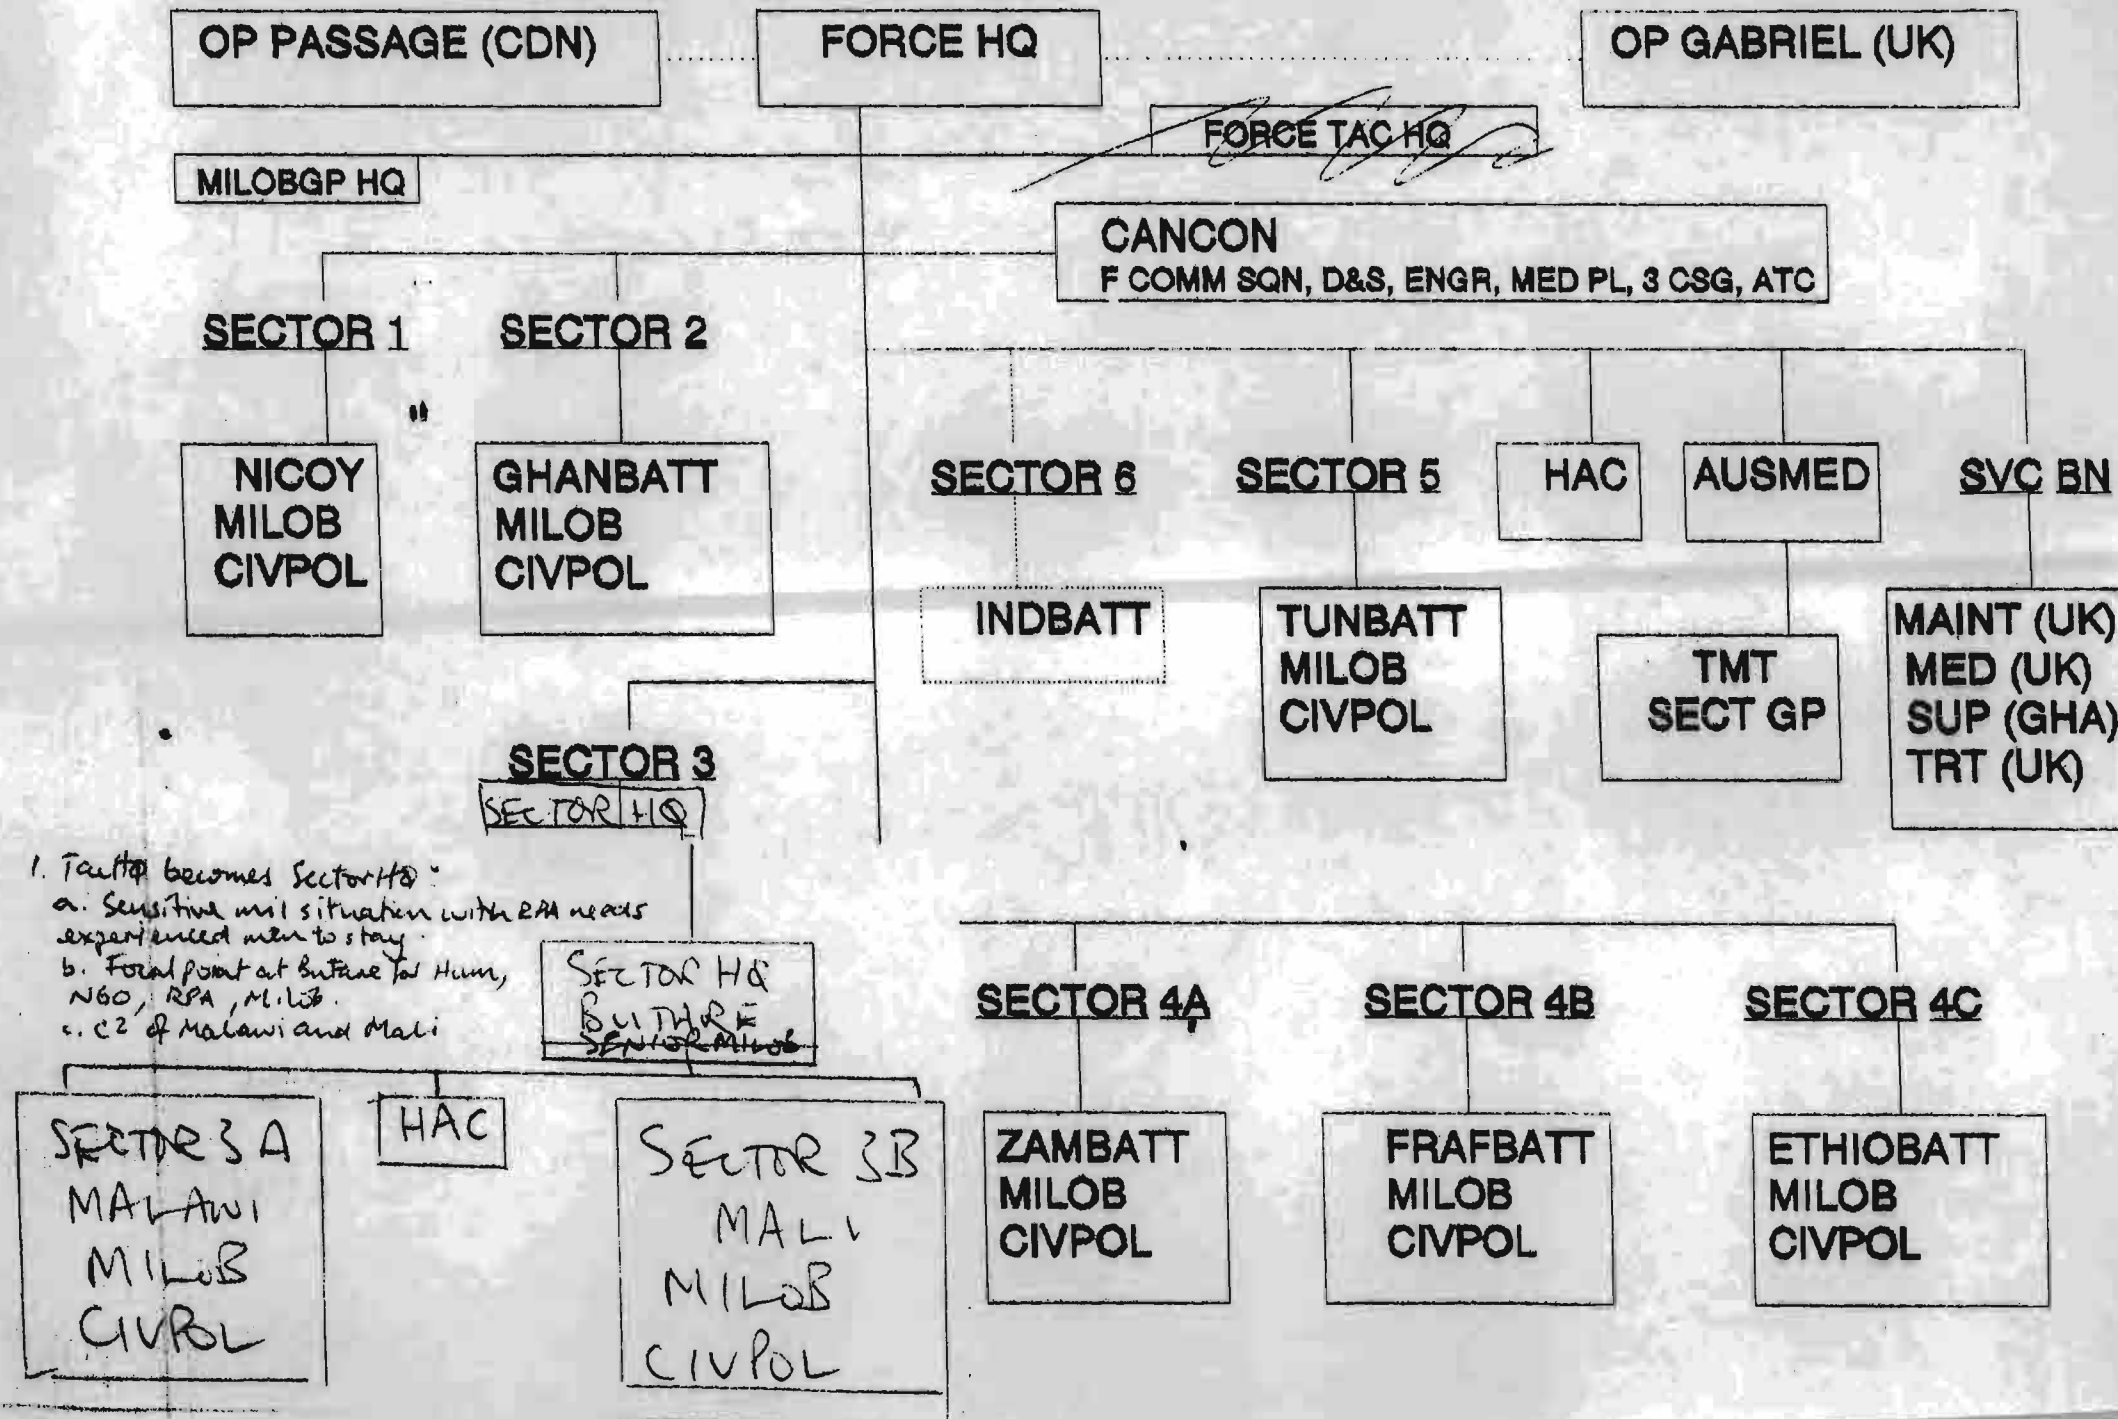 OP PASSAGE (CDN)
FORCE HQ
OP GABRIEL (UK)
FORCE TAC HQ
MILOBGP HQ
CANCON
F COMM SQN, D&S, ENGR, MED PL, 3 CSG, ATC
SECTOR 1
SECTOR 2
NICOY
MILOB
CIVPOL
GHANBATT
MILOB
CIVPOL
SECTOR 6
SECTOR 5
HAC
AUSMED
SVC BN
INDBATT
TUNBATT
MILOB
CIVPOL
TMT
SECT GP
MAINT (UK)
MED (UK)
SUP (GHA)
TRT (UK)
SECTOR 3
SECTOR HQ
1. TacHQ becomes SectorHQ:
a. Sensitive mil situation with RPA needs
experienced men to stay.
b. Focal point at Butare for Hum,
NGO, RPA, Milob.
c. C2 of Malawi and Mali
SECTOR HQ
BUTHRE
SENIOR MILOB
SECTOR 3A
MALAWI
MILOB
CIVPOL
HAC
SECTOR 3B
MALI
MILOB
CIVPOL
SECTOR 4A
SECTOR 4B
SECTOR 4C
ZAMBATT
MILOB
CIVPOL
FRAFBATT
MILOB
CIVPOL
ETHIOBATT
MILOB
CIVPOL